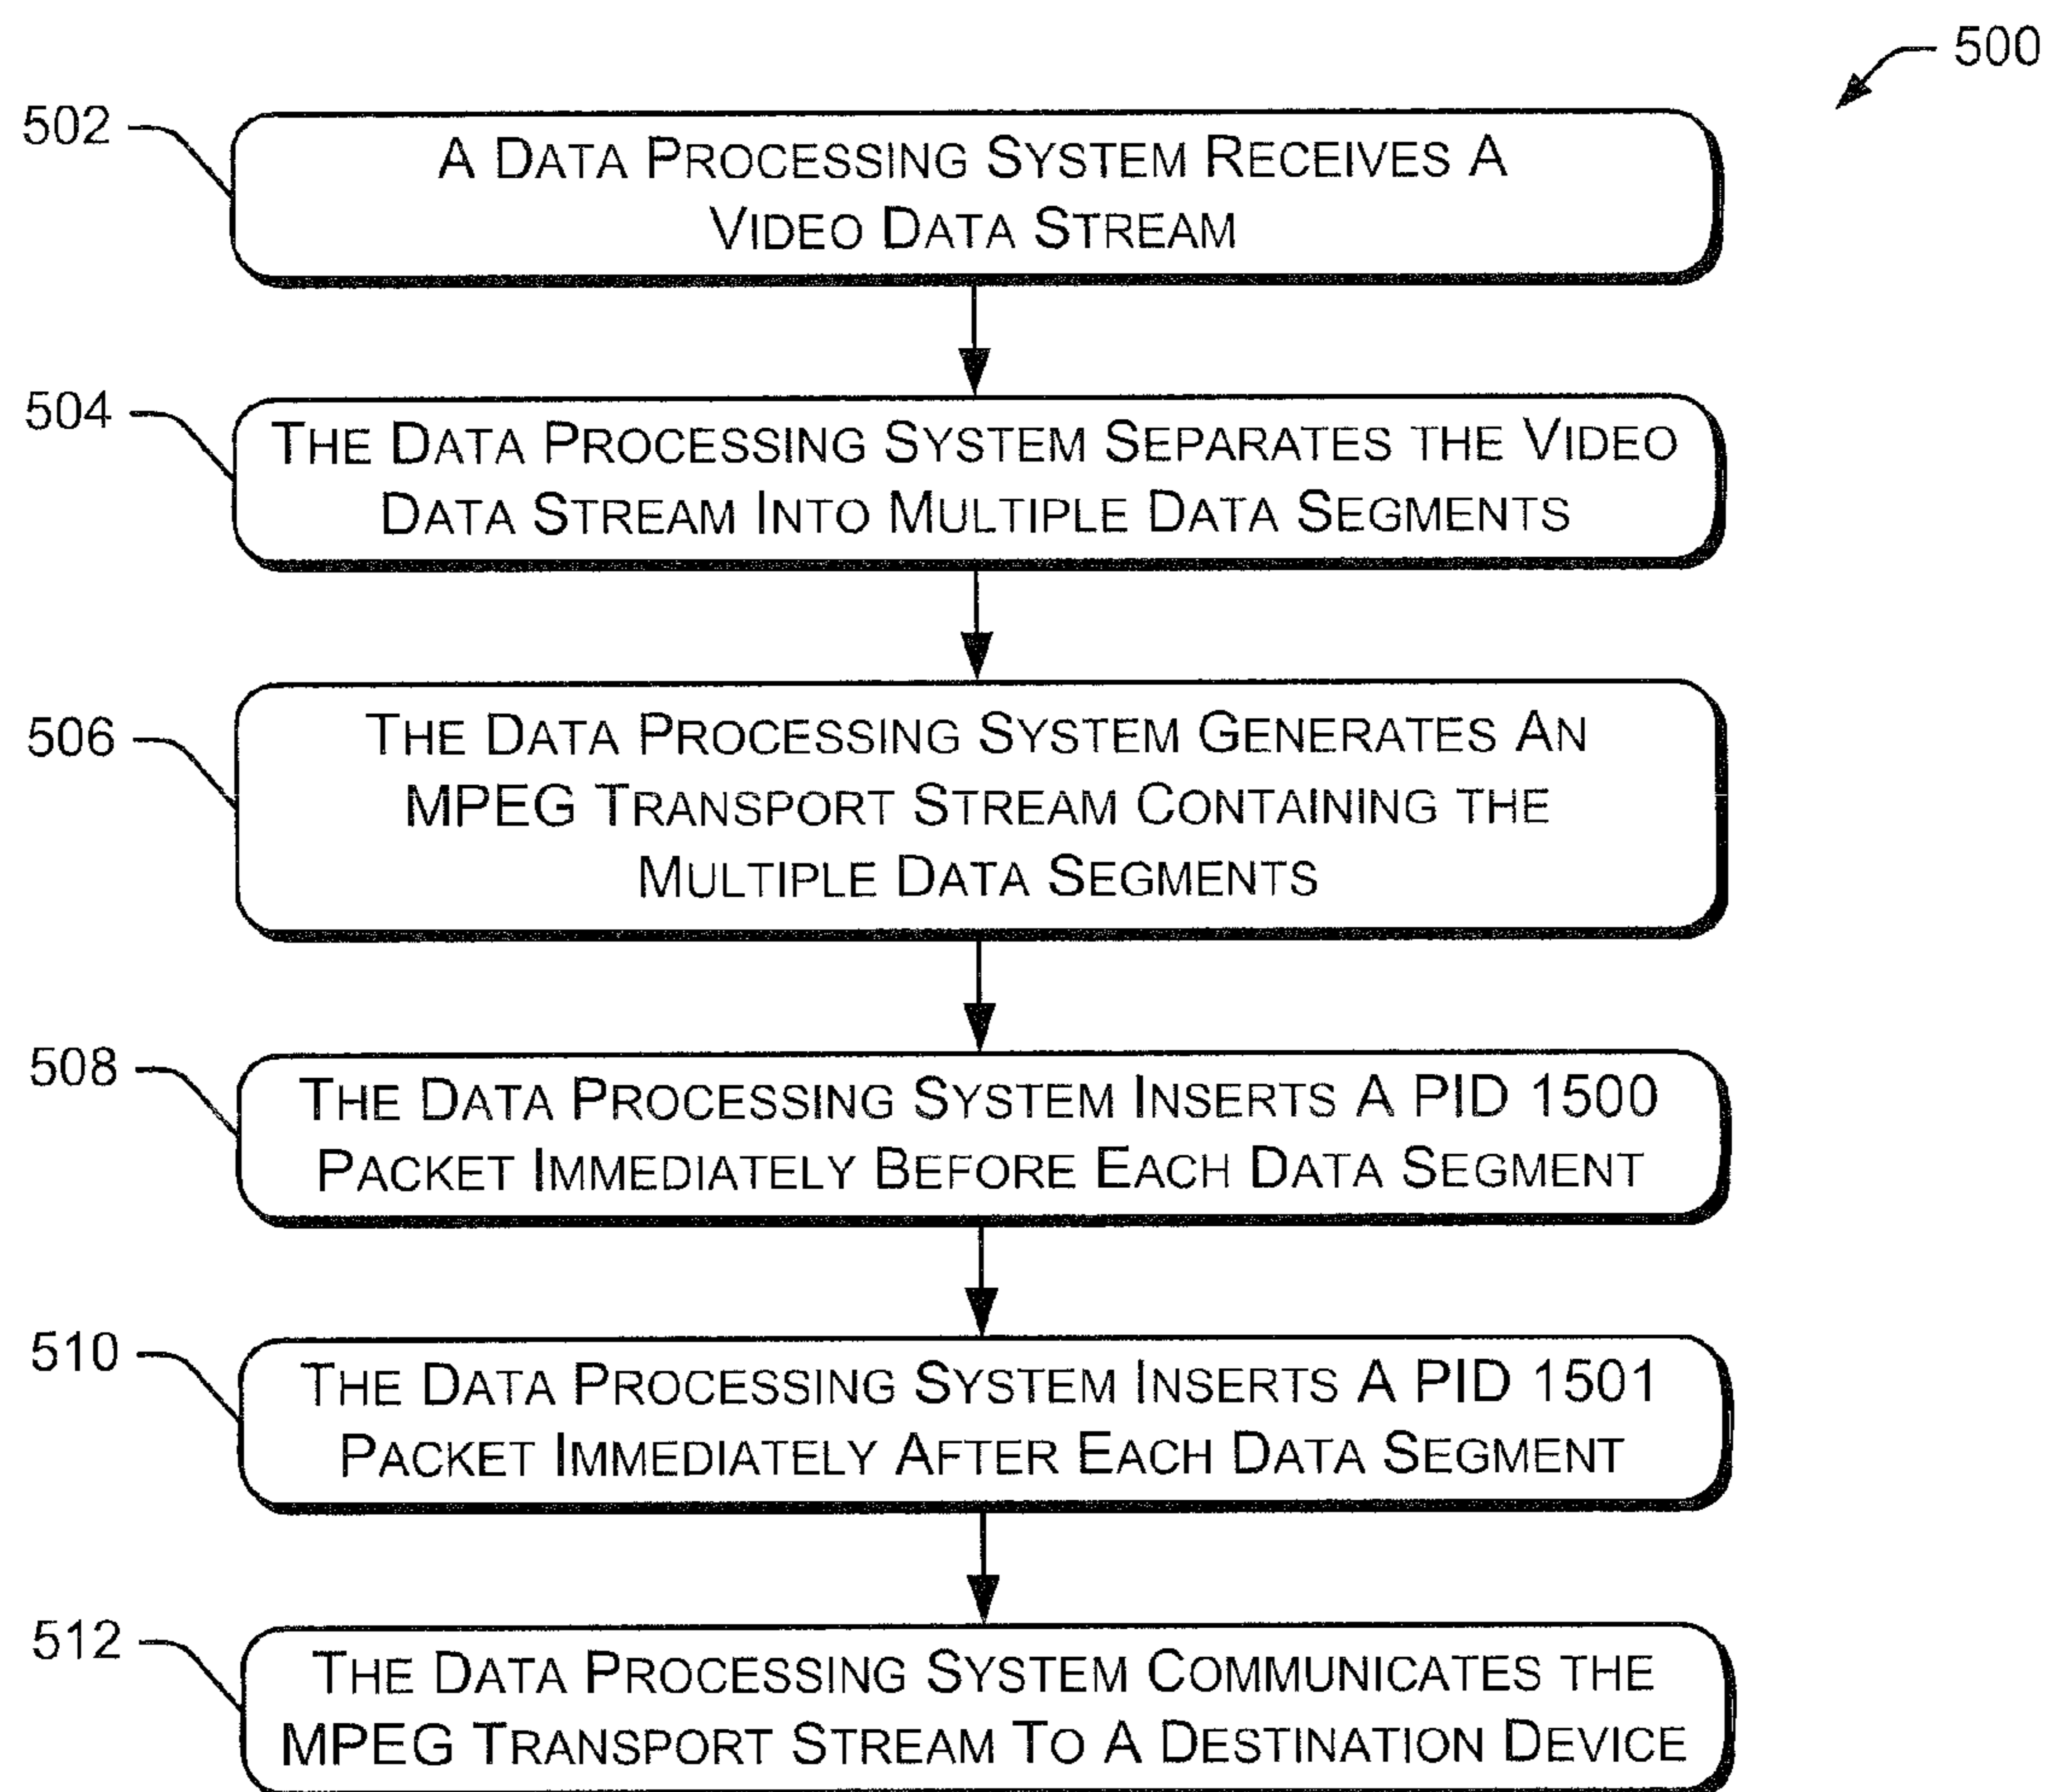 500
502
A DATA PROCESSING SYSTEM RECEIVES A
VIDEO DATA STREAM
504
THE DATA PROCESSING SYSTEM SEPARATES THE VIDEO
DATA STREAM INTO MULTIPLE DATA SEGMENTS
506
THE DATA PROCESSING SYSTEM GENERATES AN
MPEG TRANSPORT STREAM CONTAINING THE
MULTIPLE DATA SEGMENTS
508
THE DATA PROCESSING SYSTEM INSERTS A PID 1500
PACKET IMMEDIATELY BEFORE EACH DATA SEGMENT
510
THE DATA PROCESSING SYSTEM INSERTS A PID 1501
PACKET IMMEDIATELY AFTER EACH DATA SEGMENT
512
THE DATA PROCESSING SYSTEM COMMUNICATES THE
MPEG TRANSPORT STREAM TO A DESTINATION DEVICE